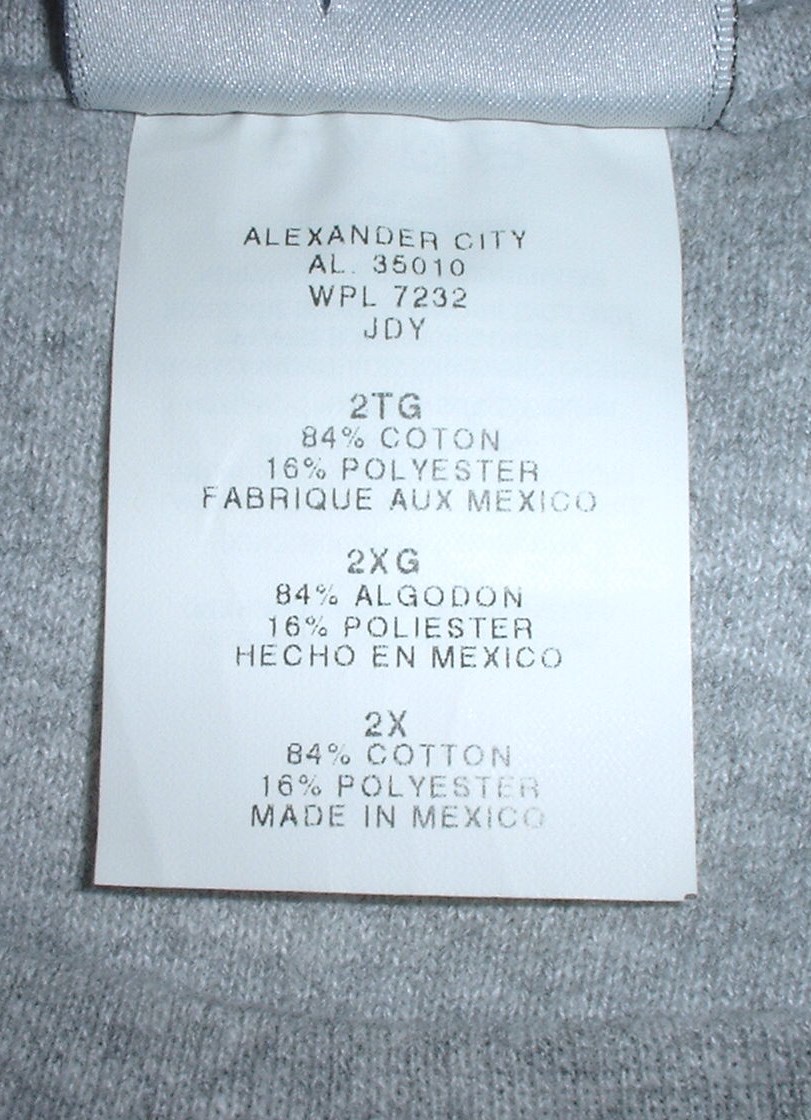 ALEXANDER CITY
AL. 35010
WPL 7232
JDY
2TG
84% COTON
16% POLYESTER
FABRIQUE AUX MEXICO
2XG
84% ALGODON
16% POLIESTER
HECHO EN MEXICO
2X
84% COTTON
16% POLYESTER
MADE IN MEXICO